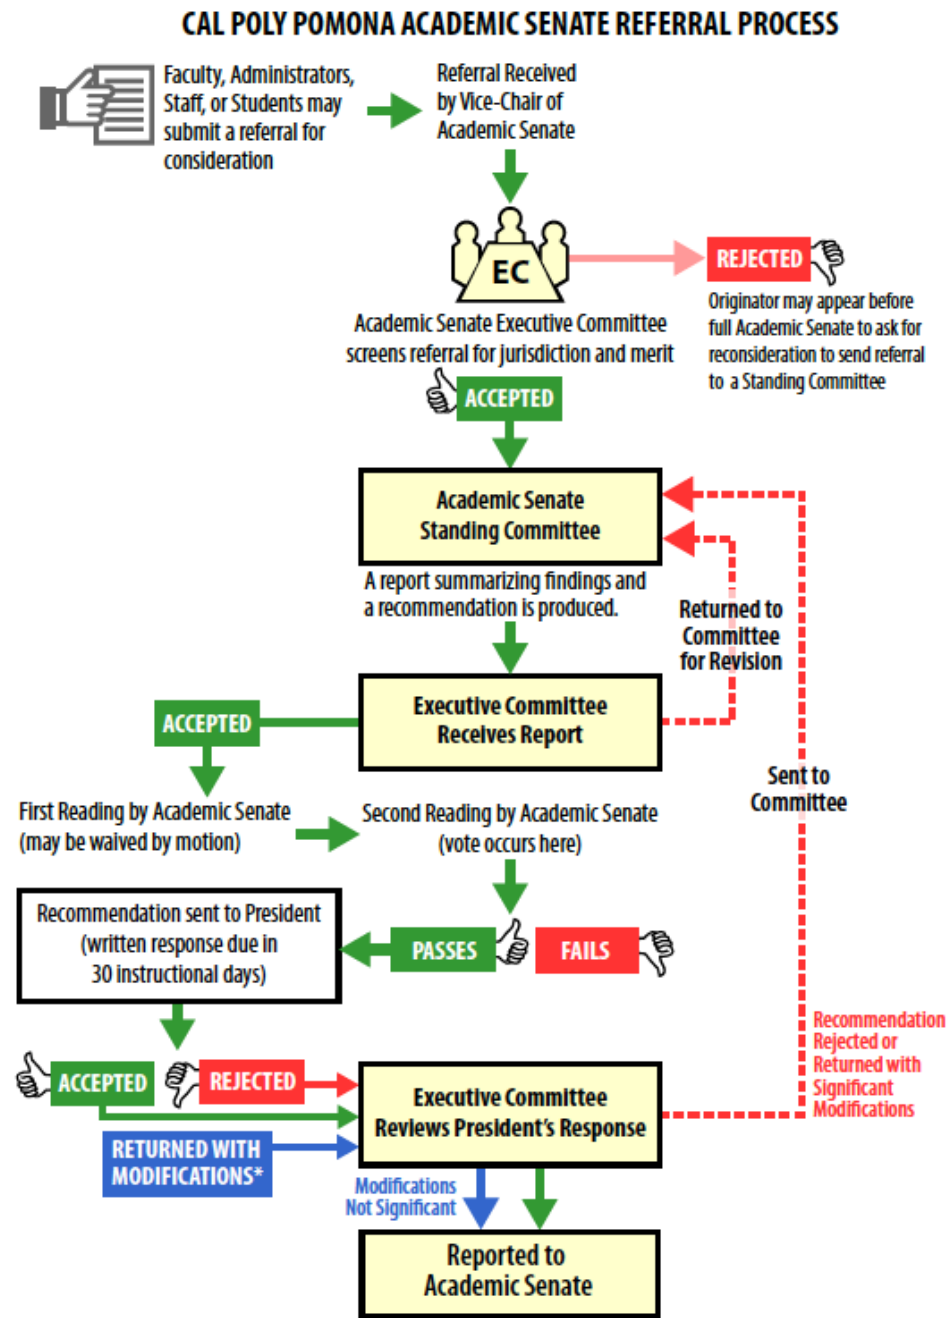 CAL POLY POMONA ACADEMIC SENATE REFERRAL PROCESS
Faculty, Administrators,
Staff, or Students may
submit a referral for
consideration
Referral Received
by Vice-Chair of
Academic Senate
EC
REJECTED
Originator may appear before
full Academic Senate to ask for
reconsideration to send referral
to a Standing Committee
Academic Senate Executive Committee
screens referral for jurisdiction and merit
ACCEPTED
Academic Senate
Standing Committee
A report summarizing findings and
a recommendation is produced.
Returned to
Committee
for Revision
Executive Committee
Receives Report
ACCEPTED
Sent to
Committee
First Reading by Academic Senate
(may be waived by motion)
Second Reading by Academic Senate
(vote occurs here)
Recommendation sent to President
(written response due in
30 instructional days)
PASSES
FAILS
Recommendation
Rejected or
Returned with
Significant
Modifications
ACCEPTED
REJECTED
RETURNED WITH
MODIFICATIONS*
Executive Committee
Reviews President's Response
Modifications
Not Significant
Reported to
Academic Senate